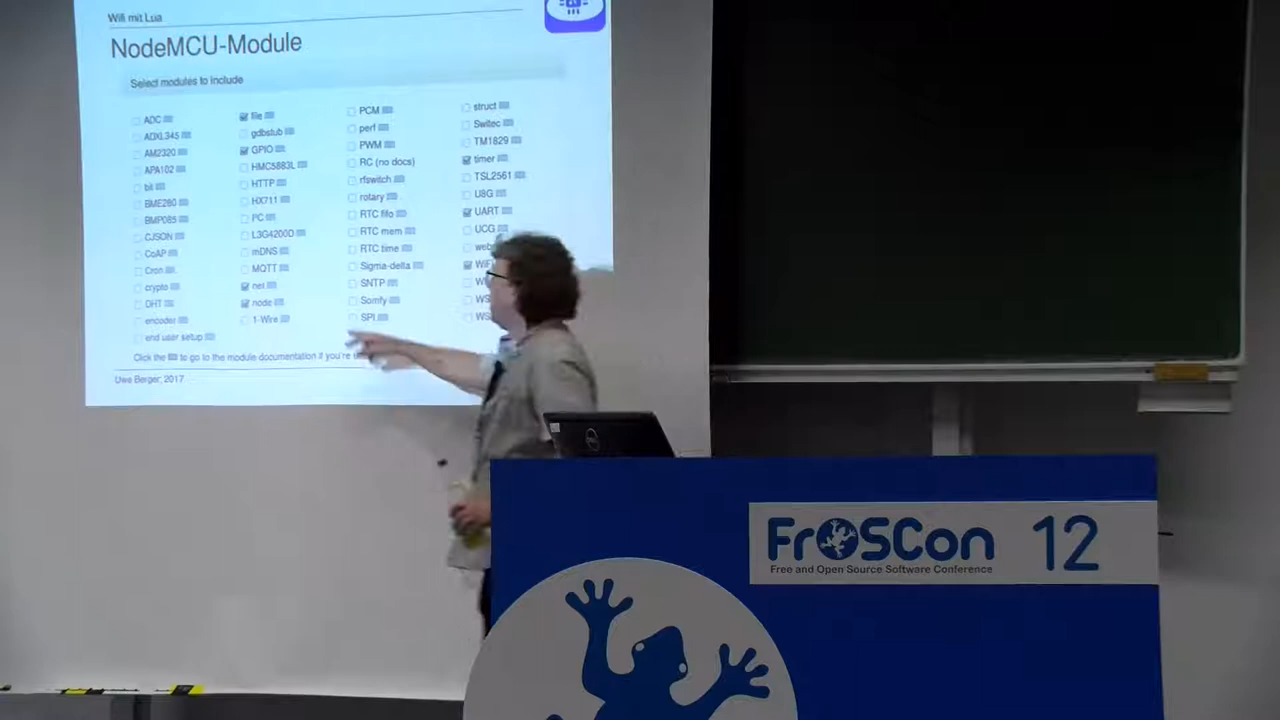 Wifi mit Lua
NodeMCU-Module
Select modules to include
ADC
ADXL345
AM2320
APA102
bit
BME280
BMP085
CJSON
CoAP
Cron
crypto
DHT
encoder
end user setup
file
gdbstub
GPIO
HMC5883L
HTTP
HX711
I²C
L3G4200D
mDNS
MQTT
net
node
1-Wire
PCM
perf
PWM
RC (no docs)
rfswitch
rotary
RTC fifo
RTC mem
RTC time
Sigma-delta
SNTP
Somfy
SPI
struct
Switec
TM1829
timer
TSL2561
U8G
UART
UCG
Click the to go to the module documentation if you're
Uwe Berger, 2017
DELL
FrOSCon 12
Free and Open Source Software Conference